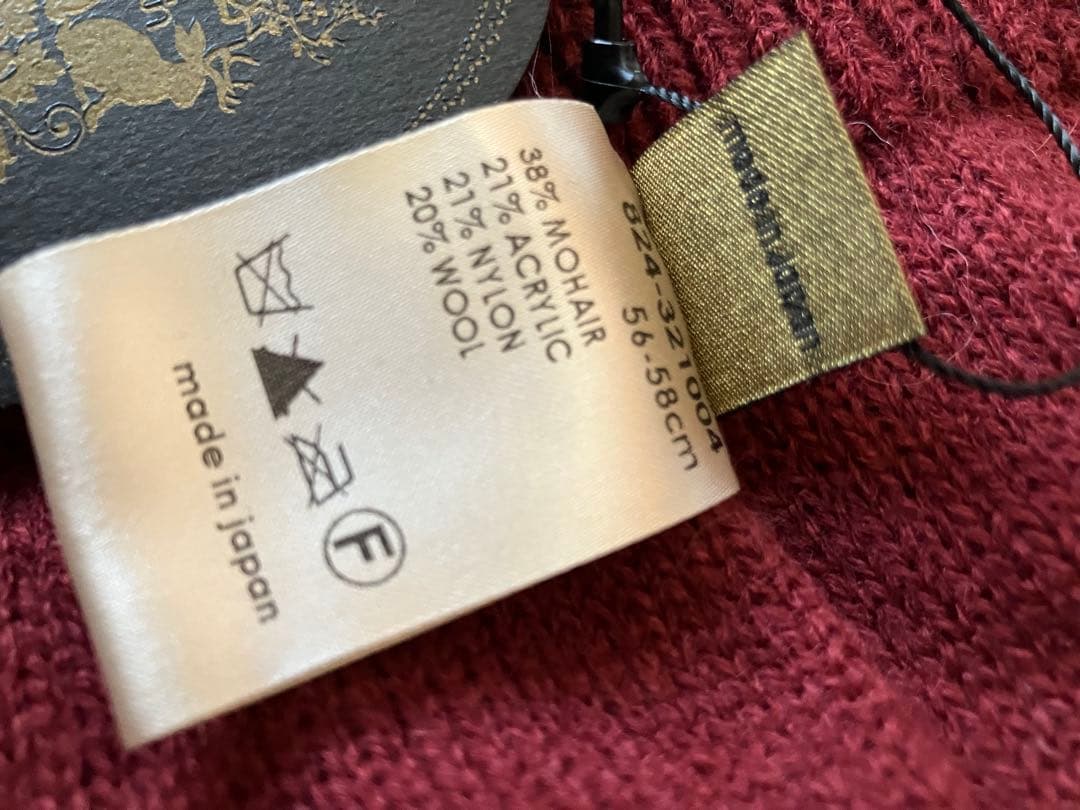 824-321004
56-58cm
38% MOHAIR
21% ACRYLIC
21% NYLON
20% WOOL
F
made in japan